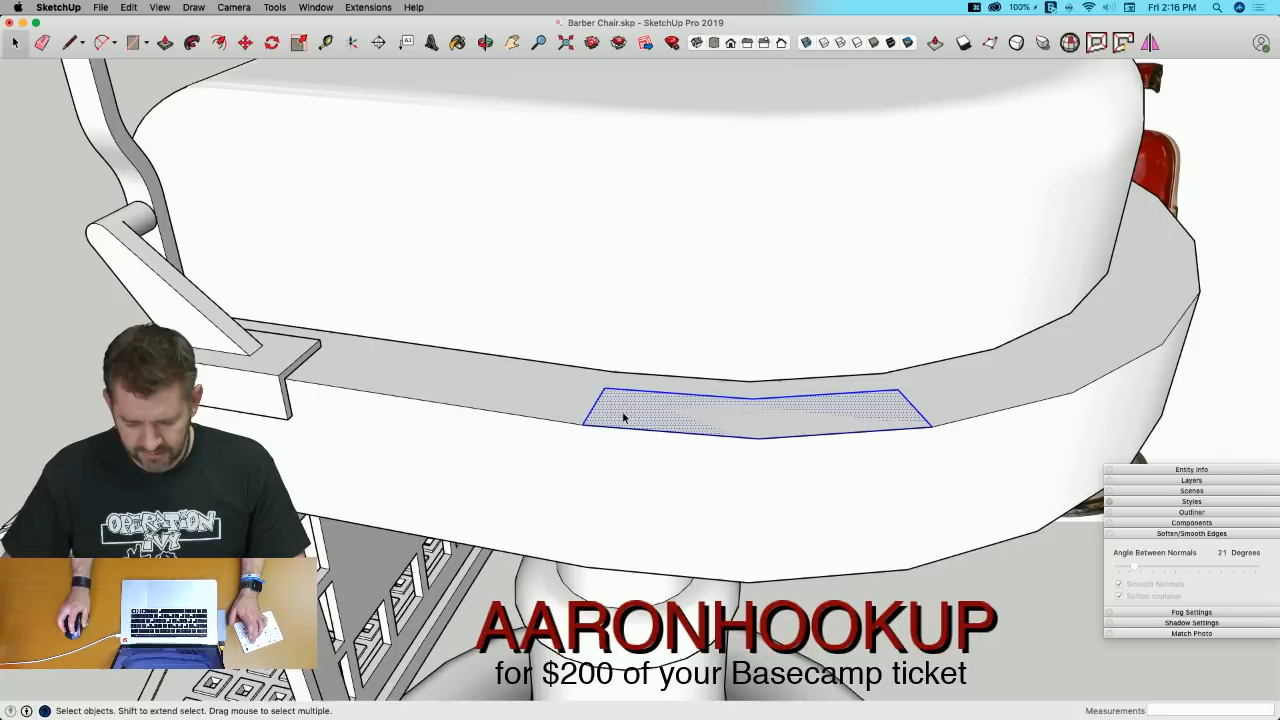 SketchUp File Edit View Draw Camera Tools Window Extensions Help
100% Fri 2:16 PM
Barber Chair.skp - SketchUp Pro 2019
Entity Info
Layers
Scenes
Styles
Outliner
Components
Soften/Smooth Edges
Angle Between Normals 21 Degrees
Smooth Normals
Soften coplanar
Fog Settings
Shadow Settings
Match Photo
OPERATION
IVY
AARONHOOKUP
for $200 of your Basecamp ticket
Select objects. Shift to extend select. Drag mouse to select multiple.
Measurements